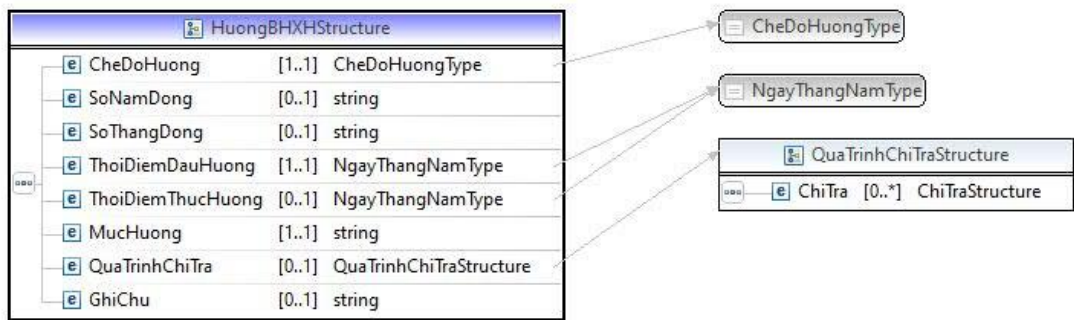 HuongBHXHStructure
CheDoHuong [1..1] CheDoHuongType
SoNamDong [0..1] string
SoThangDong [0..1] string
ThoiDiemDauHuong [1..1] NgayThangNamType
ThoiDiemThucHuong [0..1] NgayThangNamType
MucHuong [1..1] string
QuaTrinhChiTra [0..1] QuaTrinhChiTraStructure
GhiChu [0..1] string
CheDoHuongType
NgayThangNamType
QuaTrinhChiTraStructure
ChiTra [0..*] ChiTraStructure